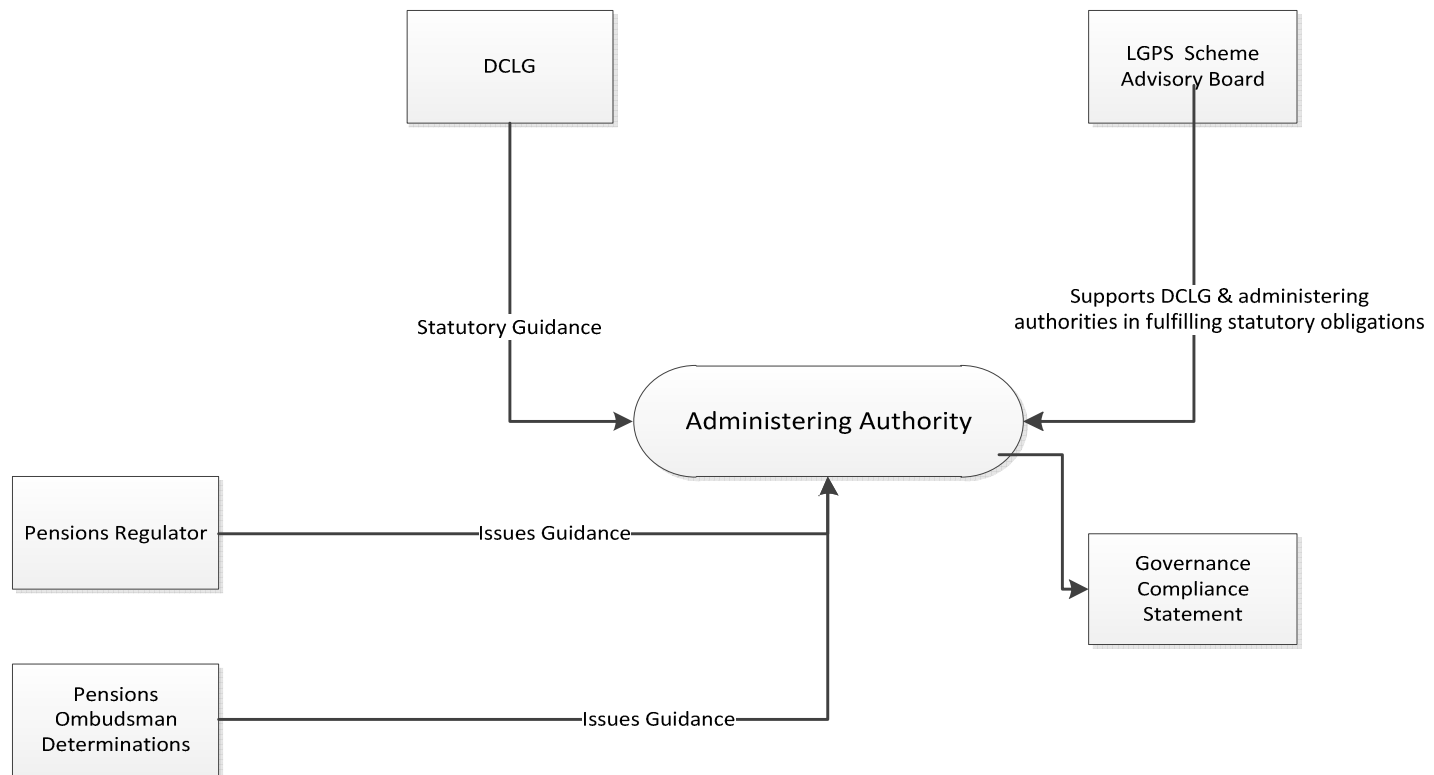 DCLG
LGPS Scheme
Advisory Board
Statutory Guidance
Supports DCLG & administering
authorities in fulfilling statutory obligations
Administering Authority
Pensions Regulator
Issues Guidance
Governance
Compliance
Statement
Pensions
Ombudsman
Determinations
Issues Guidance